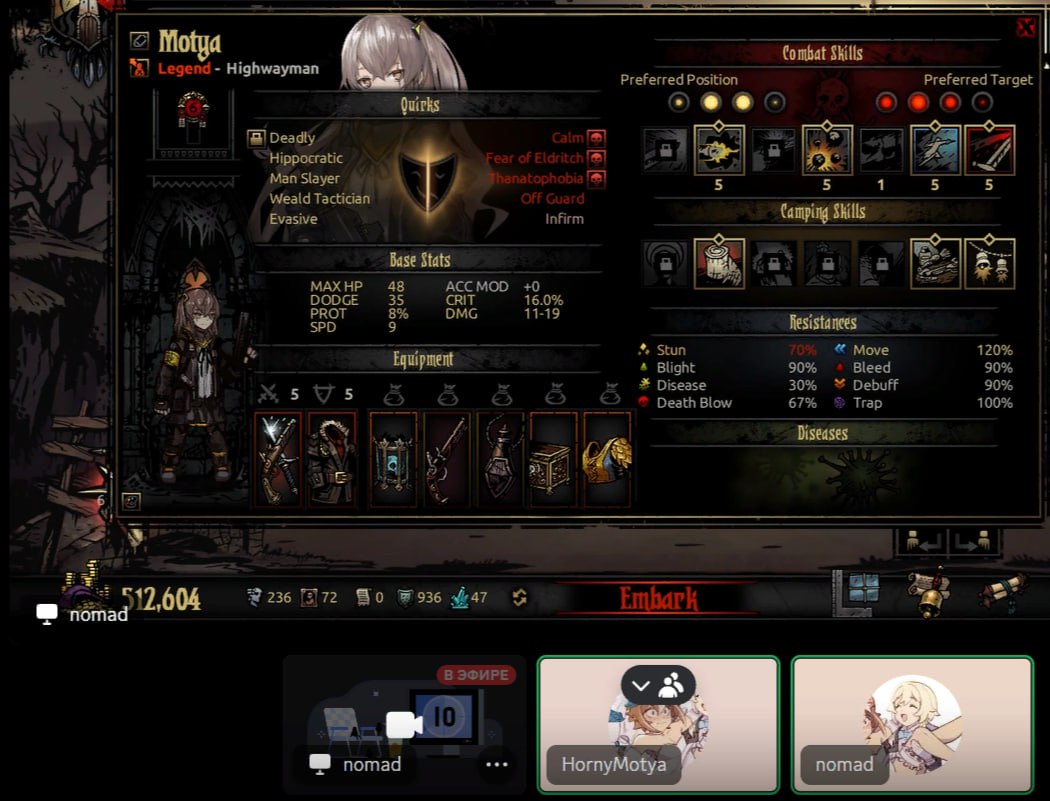 Motya
Legend - Highwayman
6
Quirks
Deadly
Calm
Hippocratic
Fear of Eldritch
Man Slayer
Thanatophobia
Weald Tactician
Off Guard
Evasive
Infirm
Base Stats
MAX HP 48 ACC MOD +0
DODGE 35 CRIT 16.0%
PROT 8% DMG 11-19
SPD 9
Equipment
5 5
Combat Skills
Preferred Position Preferred Target
5 5 1 5 5
Camping Skills
Resistances
Stun 70% Move 120%
Blight 90% Bleed 90%
Disease 30% Debuff 90%
Death Blow 67% Trap 100%
Diseases
6
512,604 236 72 0 936 47 Embark
nomad
В ЭФИРЕ
10
nomad
HornyMotya
nomad